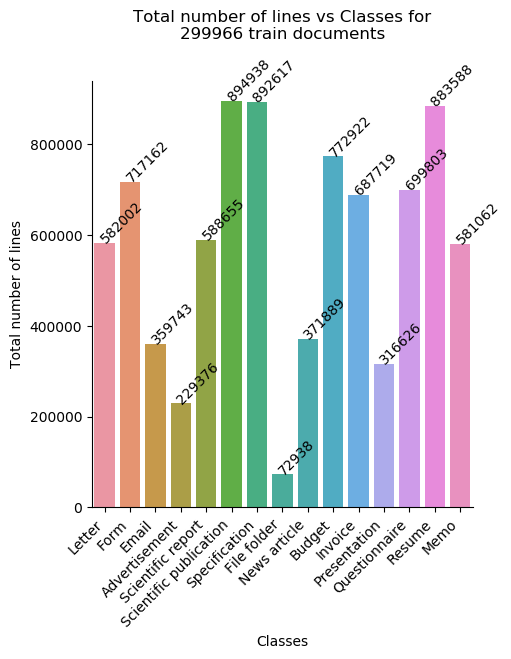 Total number of lines vs Classes for
299966 train documents
Total number of lines
800000
600000
400000
200000
0
582002
717162
359743
229376
588655
894938
892617
72938
371889
772922
687719
316626
699803
883588
581062
Letter
Form
Email
Advertisement
Scientific report
Scientific publication
Specification
File folder
News article
Budget
Invoice
Presentation
Questionnaire
Resume
Memo
Classes